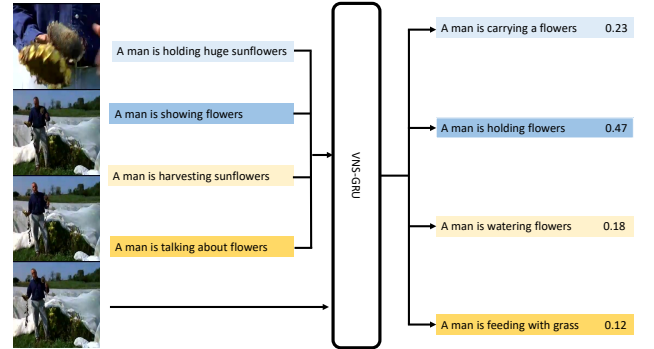 A man is holding huge sunflowers
A man is showing flowers
A man is harvesting sunflowers
A man is talking about flowers
VNS-GRU
A man is carrying a flowers 0.23
A man is holding flowers 0.47
A man is watering flowers 0.18
A man is feeding with grass 0.12